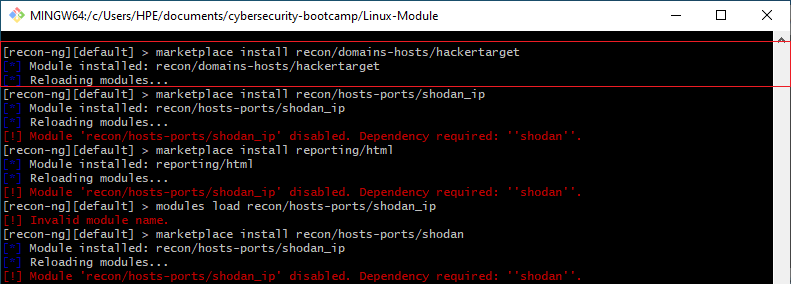 MINGW64:/c/Users/HPE/documents/cybersecurity-bootcamp/Linux-Module
[recon-ng][default] > marketplace install recon/domains-hosts/hackertarget
[*] Module installed: recon/domains-hosts/hackertarget
[*] Reloading modules...
[recon-ng][default] > marketplace install recon/hosts-ports/shodan_ip
[*] Module installed: recon/hosts-ports/shodan_ip
[*] Reloading modules...
[!] Module 'recon/hosts-ports/shodan_ip' disabled. Dependency required: ''shodan''.
[recon-ng][default] > marketplace install reporting/html
[*] Module installed: reporting/html
[*] Reloading modules...
[!] Module 'recon/hosts-ports/shodan_ip' disabled. Dependency required: ''shodan''.
[recon-ng][default] > modules load recon/hosts-ports/shodan_ip
[!] Invalid module name.
[recon-ng][default] > marketplace install recon/hosts-ports/shodan
[*] Module installed: recon/hosts-ports/shodan_ip
[*] Reloading modules...
[!] Module 'recon/hosts-ports/shodan_ip' disabled. Dependency required: ''shodan''.